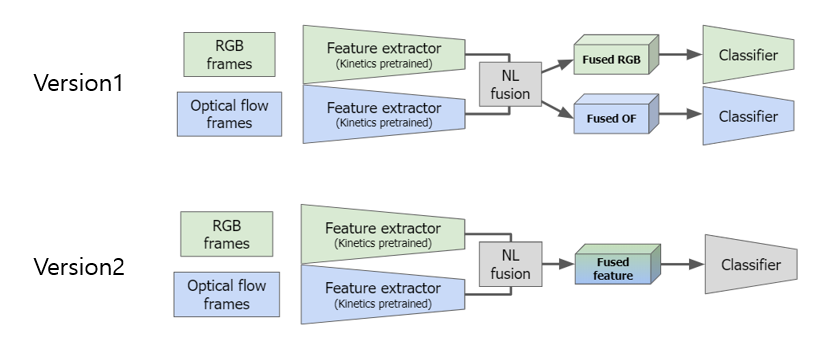 Version1
RGB
frames
Optical flow
frames
Feature extractor
(Kinetics pretrained)
Feature extractor
(Kinetics pretrained)
NL
fusion
Fused RGB
Fused OF
Classifier
Classifier
Version2
RGB
frames
Optical flow
frames
Feature extractor
(Kinetics pretrained)
Feature extractor
(Kinetics pretrained)
NL
fusion
Fused
feature
Classifier